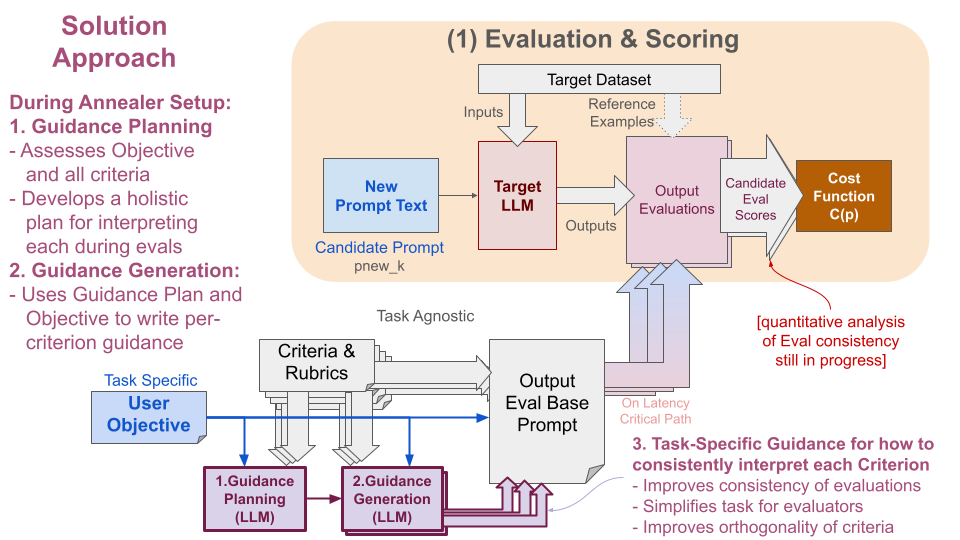 Solution
Approach
During Annealer Setup:
1. Guidance Planning
- Assesses Objective
and all criteria
- Develops a holistic
plan for interpreting
each during evals
2. Guidance Generation:
- Uses Guidance Plan and
Objective to write per-
criterion guidance
(1) Evaluation & Scoring
Target Dataset
Inputs
Reference
Examples
New
Prompt Text
Candidate Prompt
pnew_k
Target
LLM
Outputs
Output
Evaluations
Candidate
Eval
Scores
Cost
Function
C(p)
[quantitative analysis
of Eval consistency
still in progress]
Task Agnostic
Criteria &
Rubrics
Task Specific
User
Objective
Output
Eval Base
Prompt
On Latency
Critical Path
1.Guidance
Planning
(LLM)
2.Guidance
Generation
(LLM)
3. Task-Specific Guidance for how to
consistently interpret each Criterion
- Improves consistency of evaluations
- Simplifies task for evaluators
- Improves orthogonality of criteria